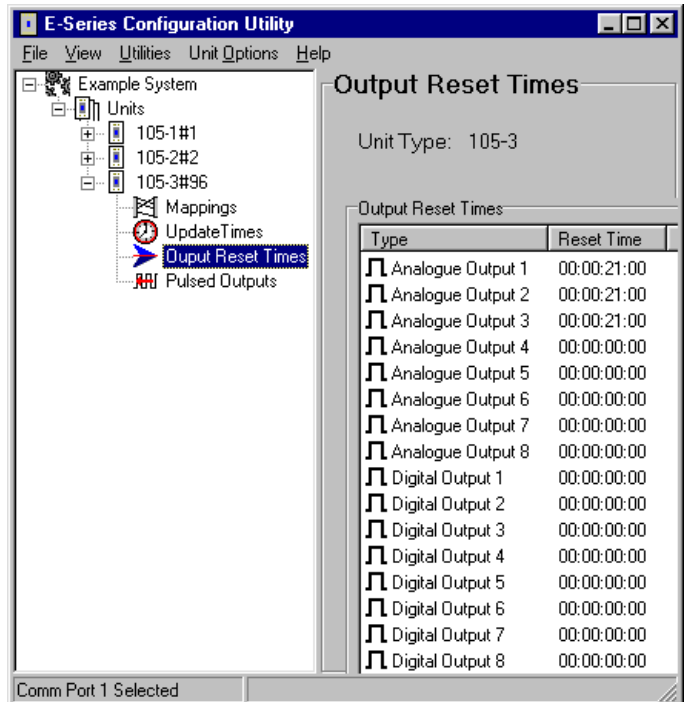 E-Series Configuration Utility
File View Utilities Unit Options Help
Example System
Units
105-1#1
105-2#2
105-3#96
Mappings
UpdateTimes
Ouput Reset Times
Pulsed Outputs
Output Reset Times
Unit Type: 105-3
Output Reset Times
Type Reset Time
Analogue Output 1 00:00:21:00
Analogue Output 2 00:00:21:00
Analogue Output 3 00:00:21:00
Analogue Output 4 00:00:00:00
Analogue Output 5 00:00:00:00
Analogue Output 6 00:00:00:00
Analogue Output 7 00:00:00:00
Analogue Output 8 00:00:00:00
Digital Output 1 00:00:00:00
Digital Output 2 00:00:00:00
Digital Output 3 00:00:00:00
Digital Output 4 00:00:00:00
Digital Output 5 00:00:00:00
Digital Output 6 00:00:00:00
Digital Output 7 00:00:00:00
Digital Output 8 00:00:00:00
Comm Port 1 Selected